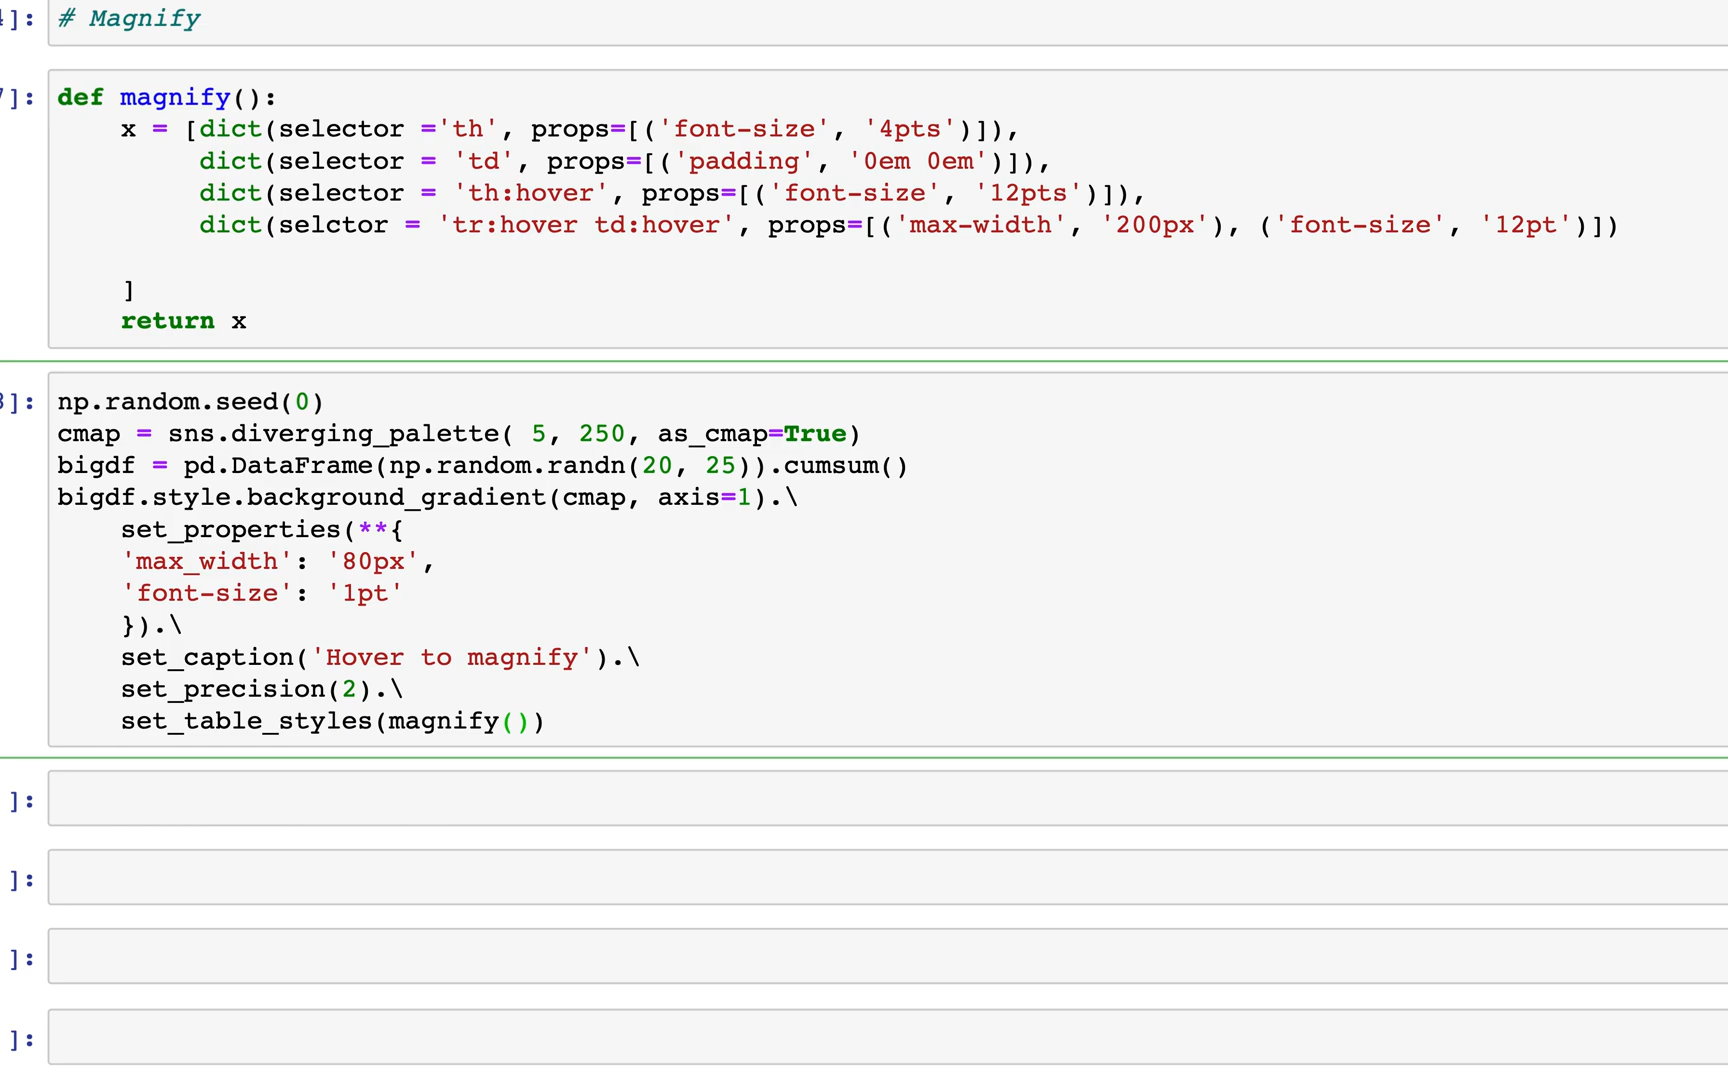 ]: # Magnify
]: def magnify():
x = [dict(selector ='th', props=[('font-size', '4pts')]),
dict(selector = 'td', props=[('padding', '0em 0em')]),
dict(selector = 'th:hover', props=[('font-size', '12pts')]),
dict(selctor = 'tr:hover td:hover', props=[('max-width', '200px'), ('font-size', '12pt')])
]
return x
]: np.random.seed(0)
cmap = sns.diverging_palette( 5, 250, as_cmap=True)
bigdf = pd.DataFrame(np.random.randn(20, 25)).cumsum()
bigdf.style.background_gradient(cmap, axis=1).\
set_properties(**{
'max_width': '80px',
'font-size': '1pt'
}).\
set_caption('Hover to magnify').\
set_precision(2).\
set_table_styles(magnify())
]:
]:
]:
]: